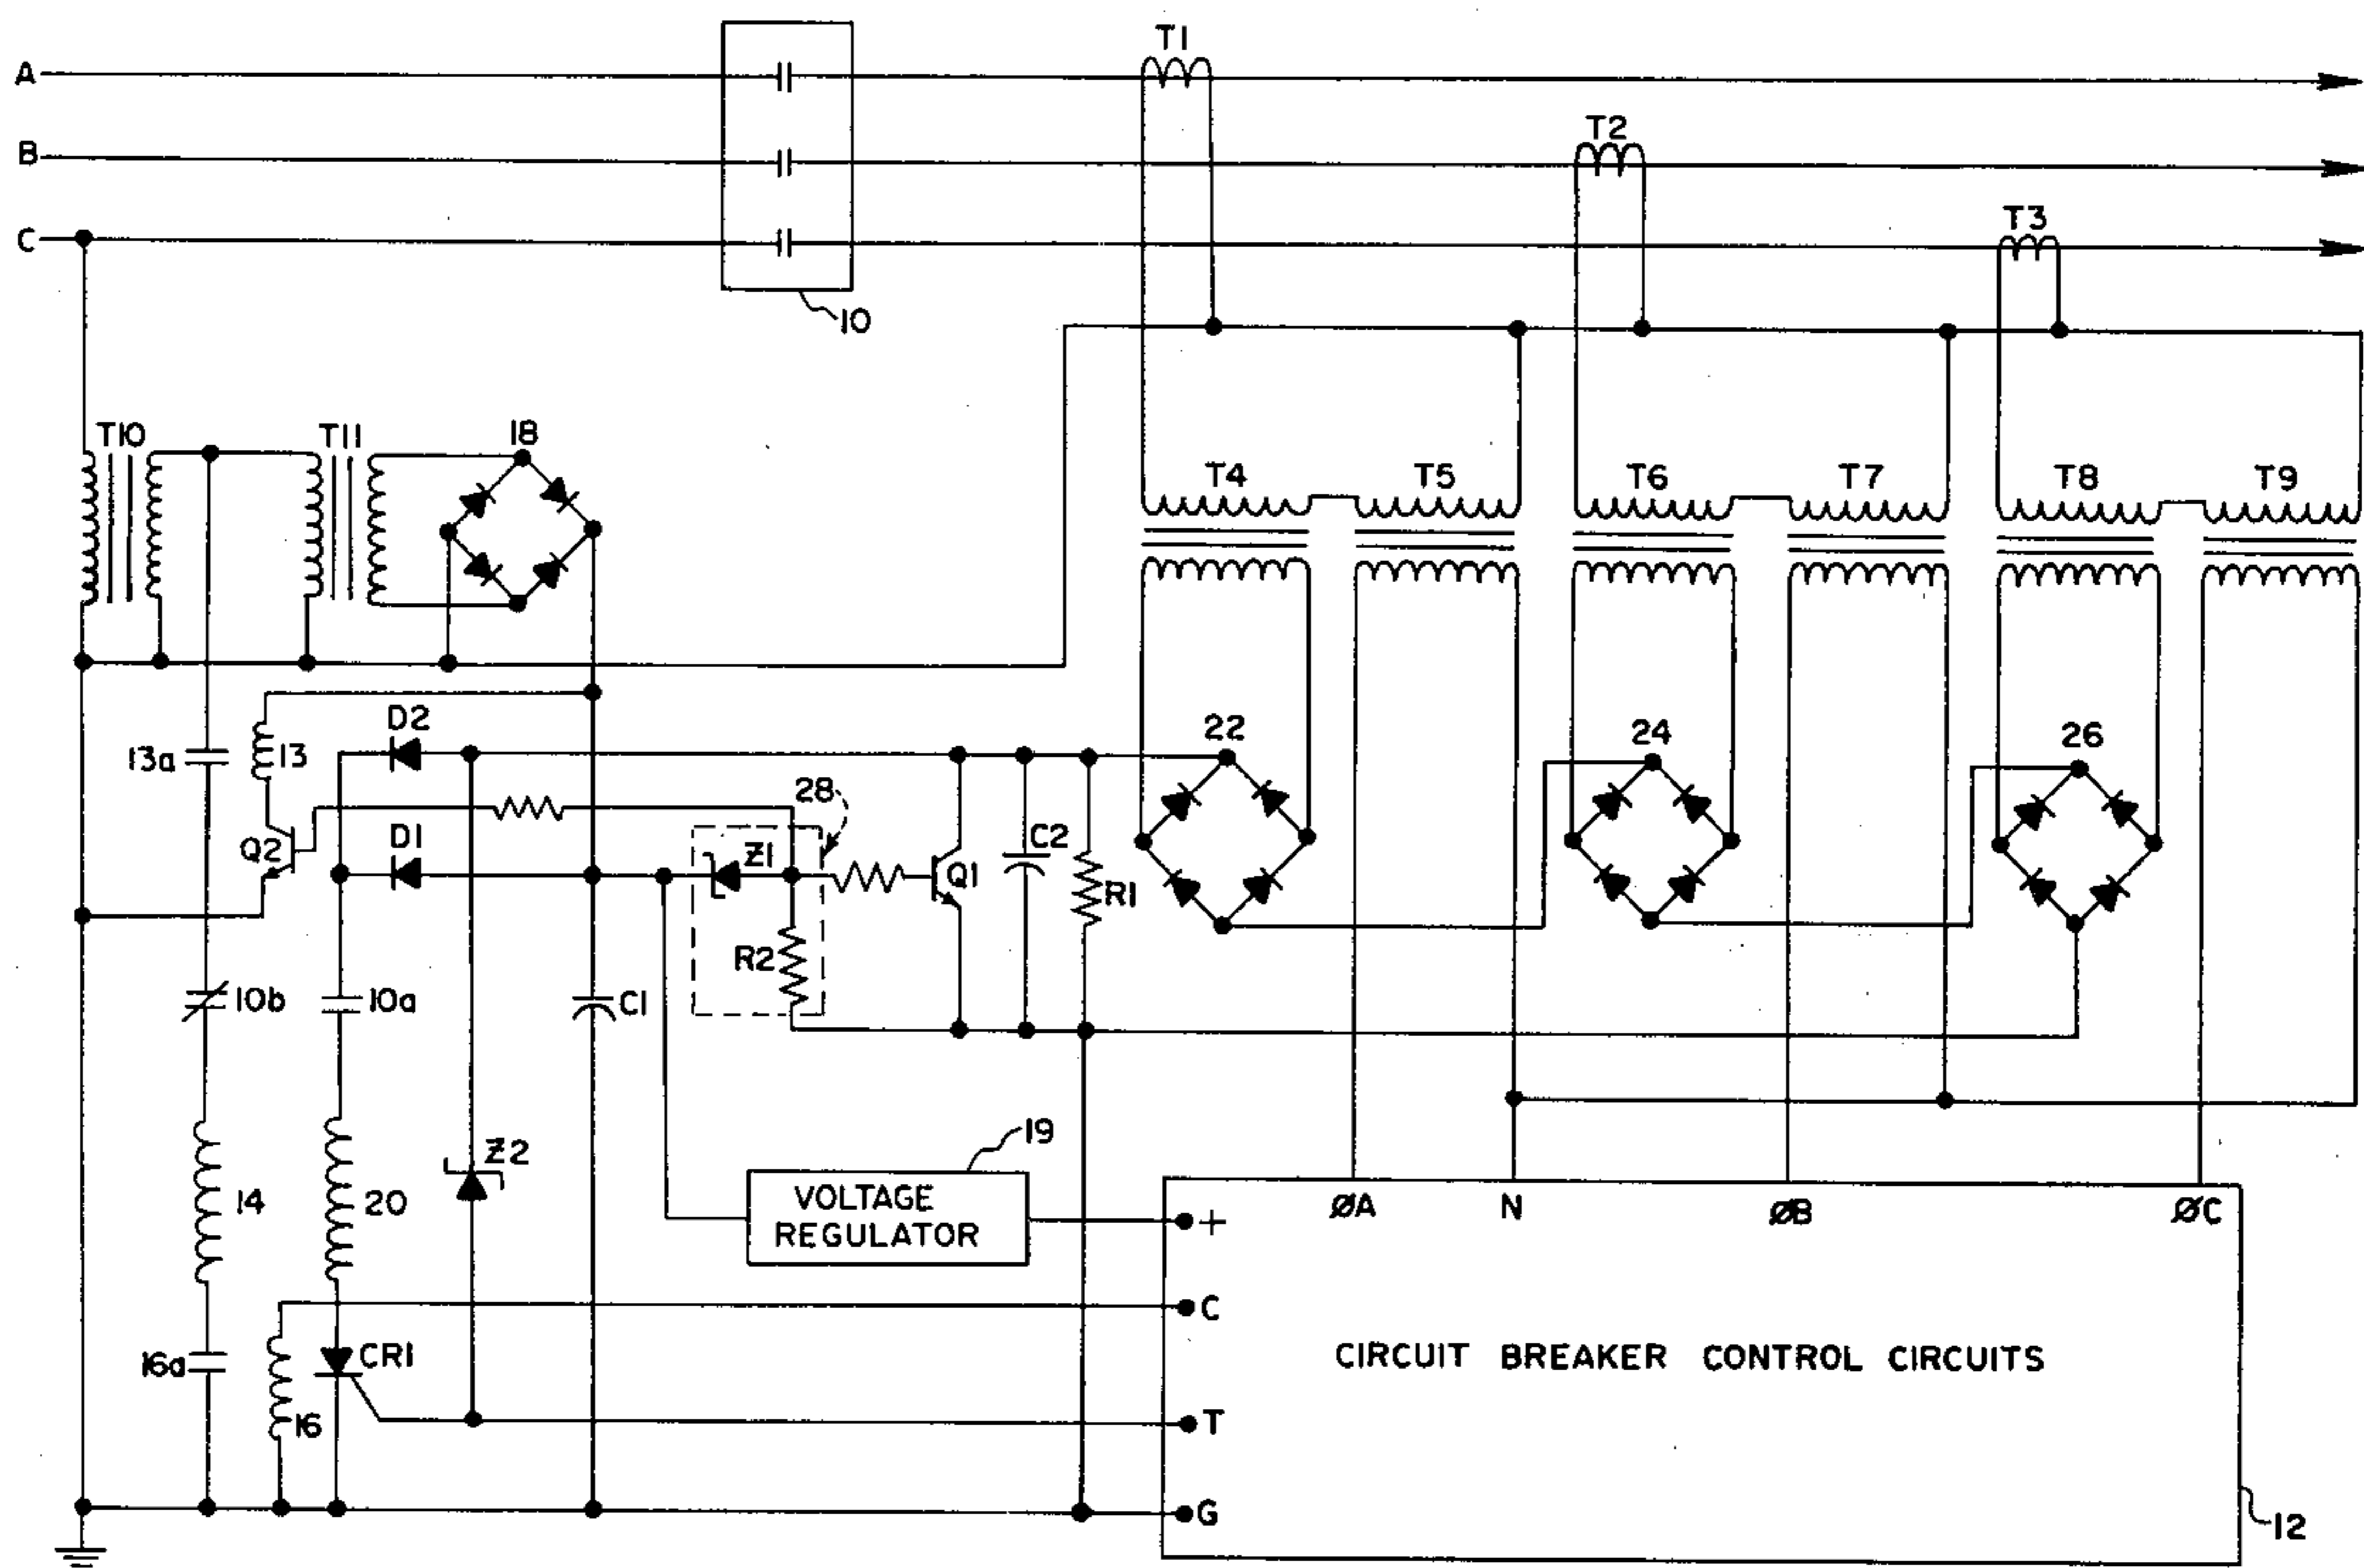 A
B
C
T1
T2
T3
10
T10
T11
18
T4
T5
T6
T7
T8
T9
D2
13a
13
22
24
26
28
Q2
D1
Z1
Q1
C2
R1
R2
10b
10a
C1
19
Z2
14
20
VOLTAGE
REGULATOR
ØA
N
ØB
ØC
+
C
CIRCUIT BREAKER CONTROL CIRCUITS
16a
CR1
16
T
G
12